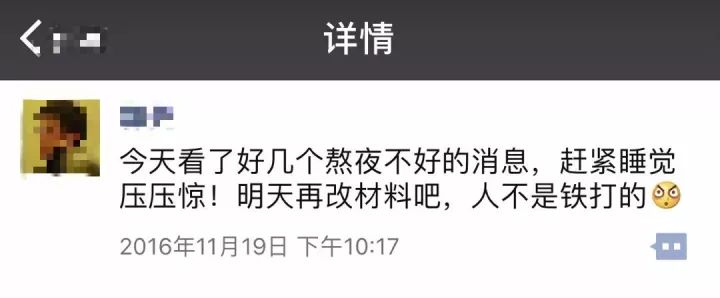 详情
今天看了好几个熬夜不好的消息，赶紧睡觉
压压惊！明天再改材料吧，人不是铁打的
2016年11月19日 下午10:17